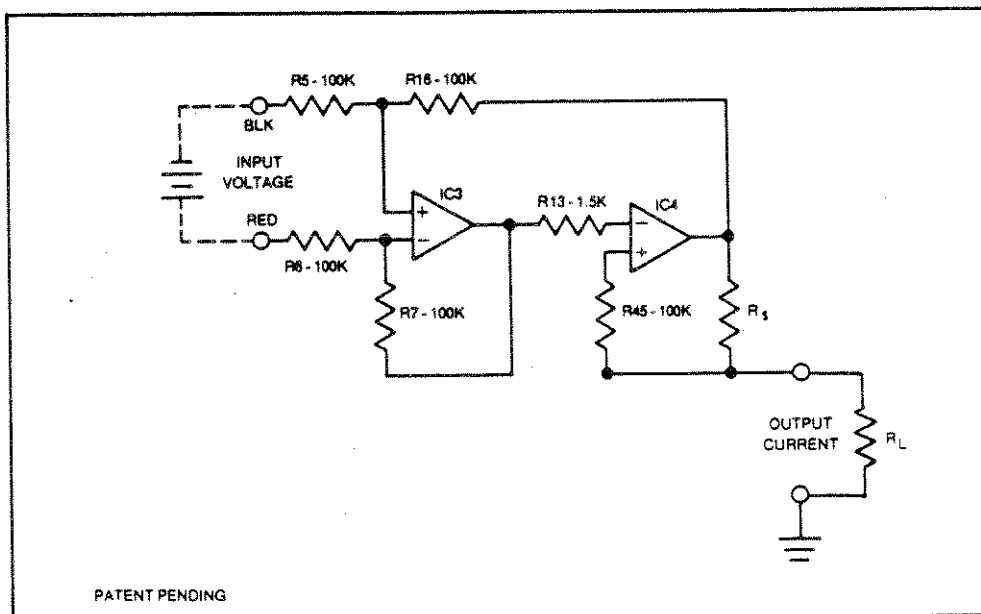 R5 - 100K
R16 - 100K
BLK
INPUT
VOLTAGE
IC3
R13 - 1.5K
IC4
+
−
−
+
RED
R6 - 100K
R7 - 100K
R45 - 100K
R$
OUTPUT
CURRENT
RL
PATENT PENDING